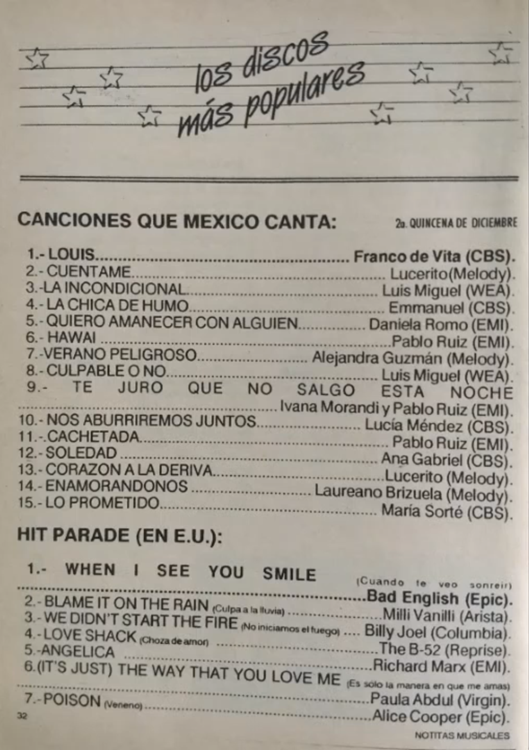 los discos
más populares
CANCIONES QUE MEXICO CANTA: 2a. QUINCENA DE DICIEMBRE
1.- LOUIS.......... Franco de Vita (CBS).
2.- CUENTAME.......... Lucerito (Melody).
3.-LA INCONDICIONAL.......... Luis Miguel (WEA).
4.- LA CHICA DE HUMO.......... Emmanuel (CBS).
5.- QUIERO AMANECER CON ALGUIEN.......... Daniela Romo (EMI).
6.- HAWAI .......... Pablo Ruiz (EMI).
7.-VERANO PELIGROSO.......... Alejandra Guzmán (Melody).
8.- CULPABLE O NO.......... Luis Miguel (WEA).
9.- TE JURO QUE NO SALGO ESTA NOCHE
.......... Ivana Morandi y Pablo Ruiz (EMI).
10.- NOS ABURRIREMOS JUNTOS.......... Lucía Méndez (CBS).
11.-.CACHETADA.......... Pablo Ruiz (EMI).
12.- SOLEDAD .......... Ana Gabriel (CBS).
13.- CORAZON A LA DERIVA.......... Lucerito (Melody).
14.- ENAMORANDONOS .......... Laureano Brizuela (Melody).
15.- LO PROMETIDO.......... María Sorté (CBS).
HIT PARADE (EN E.U.):
1.- WHEN I SEE YOU SMILE (Cuando te veo sonreir)
..........Bad English (Epic).
2.- BLAME IT ON THE RAIN (Culpa a la lluvia) .......... Milli Vanilli (Arista).
3.- WE DIDN'T START THE FIRE (No iniciamos el fuego) .... Billy Joel (Columbia).
4.-LOVE SHACK (Choza de amor) ..........The B-52 (Reprise).
5.-ANGELICA ..........Richard Marx (EMI).
6.(IT'S JUST) THE WAY THAT YOU LOVE ME (Es sólo la manera en que me amas)
.......... Paula Abdul (Virgin).
7.- POISON (Veneno).......... Alice Cooper (Epic).
32
NOTITAS MUSICALES